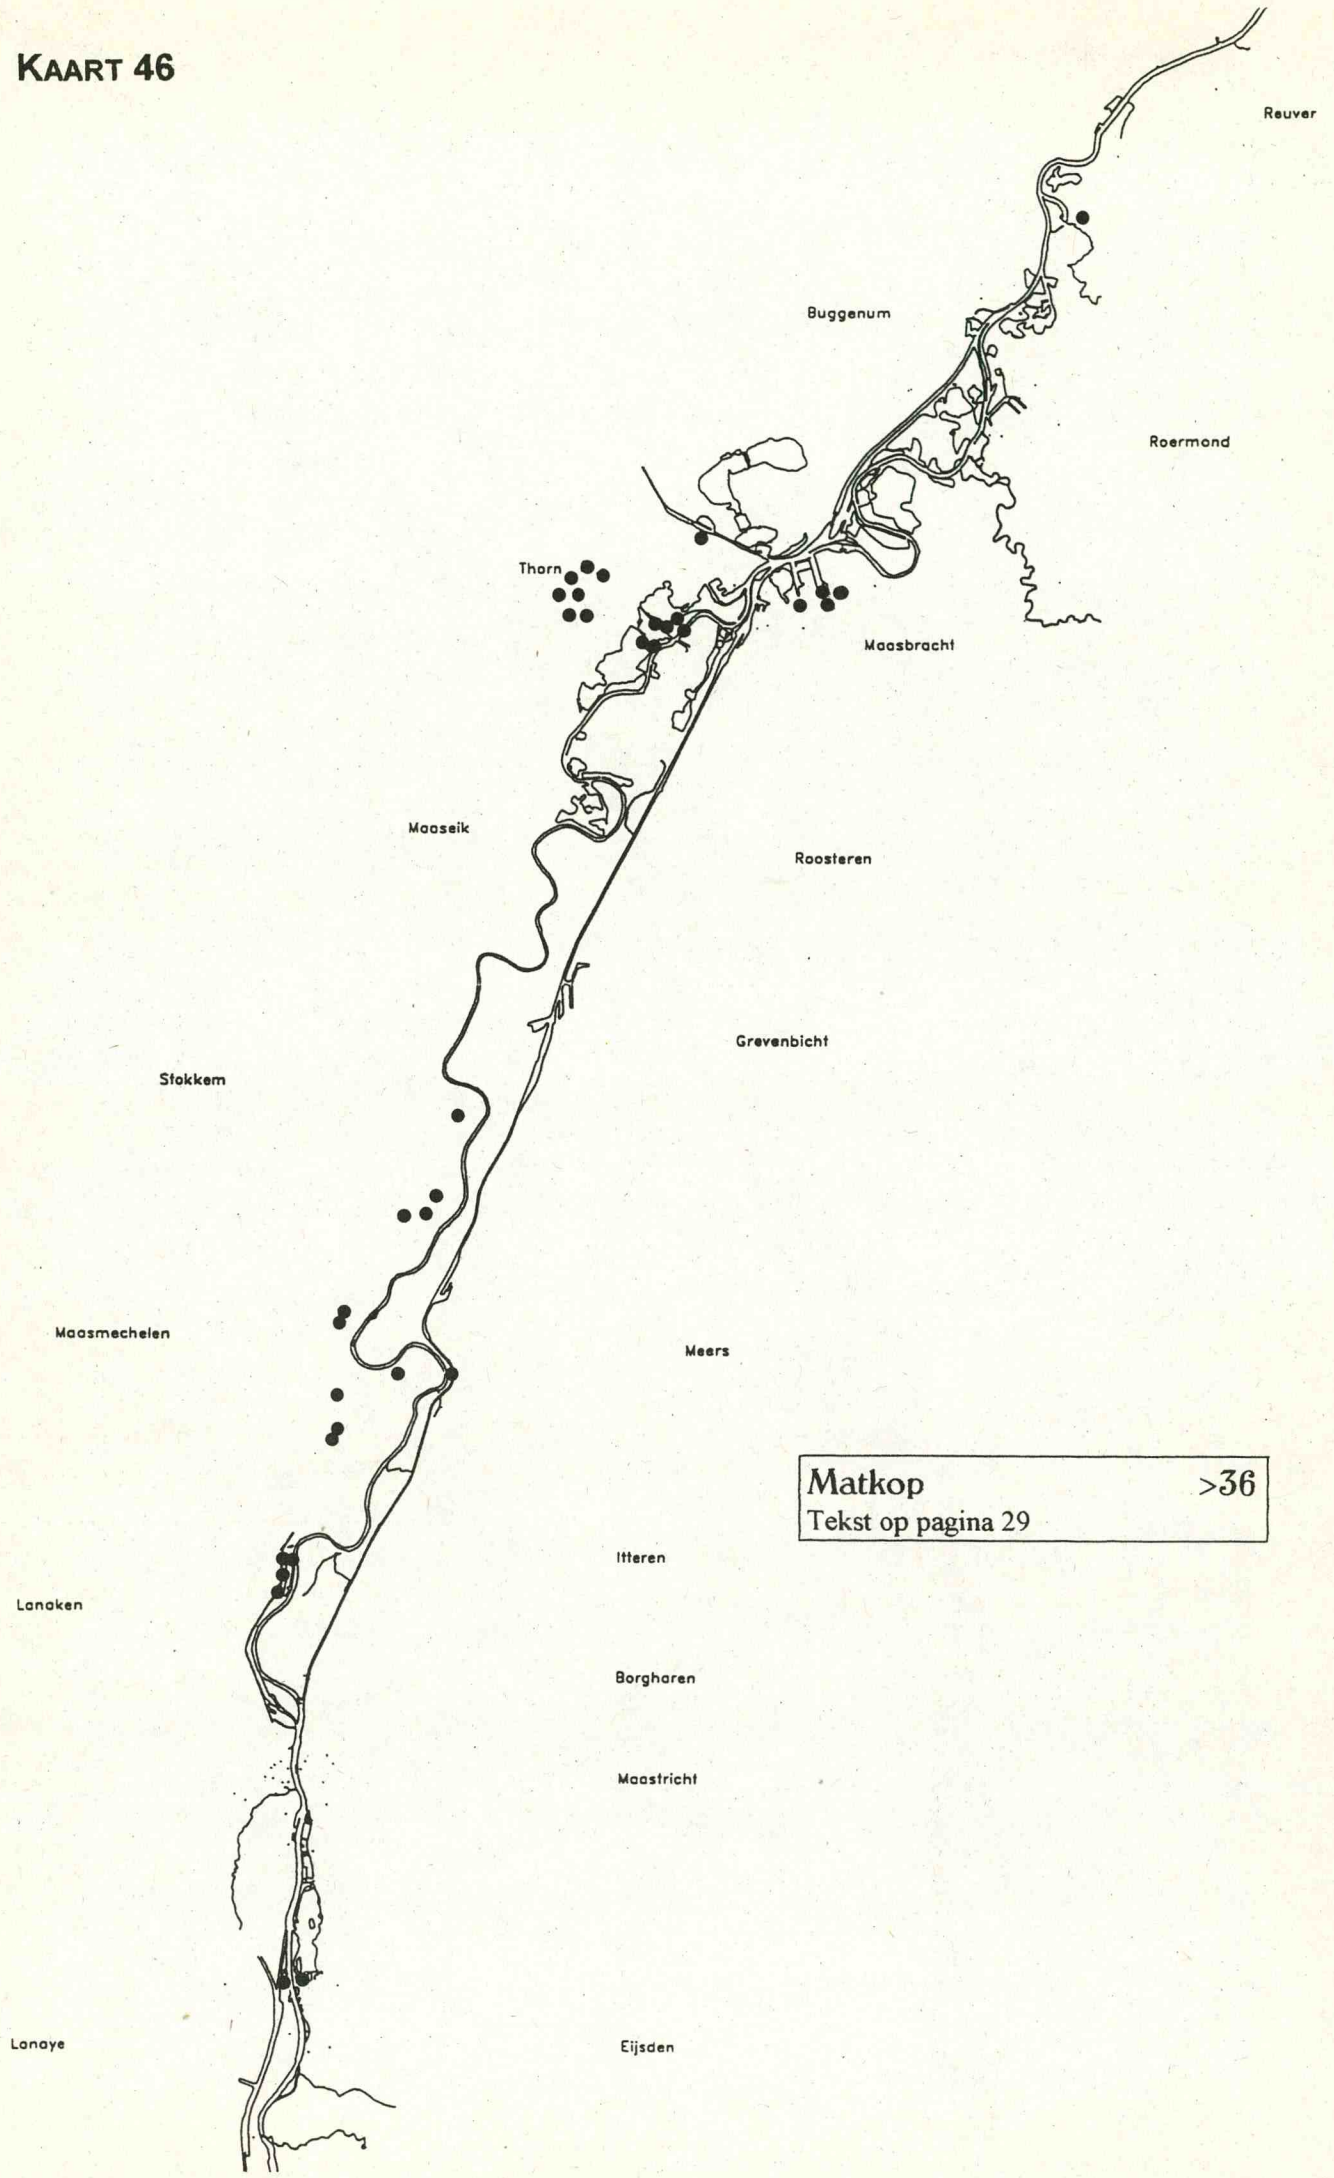 KAART 46
Reuver
Buggenum
Roermond
Thorn
Maasbracht
Maaseik
Roosteren
Grevenbicht
Stokkem
Maasmechelen
Meers
Matkop >36
Tekst op pagina 29
Itteren
Lanaken
Borgharen
Maastricht
Lanaye
Eijsden